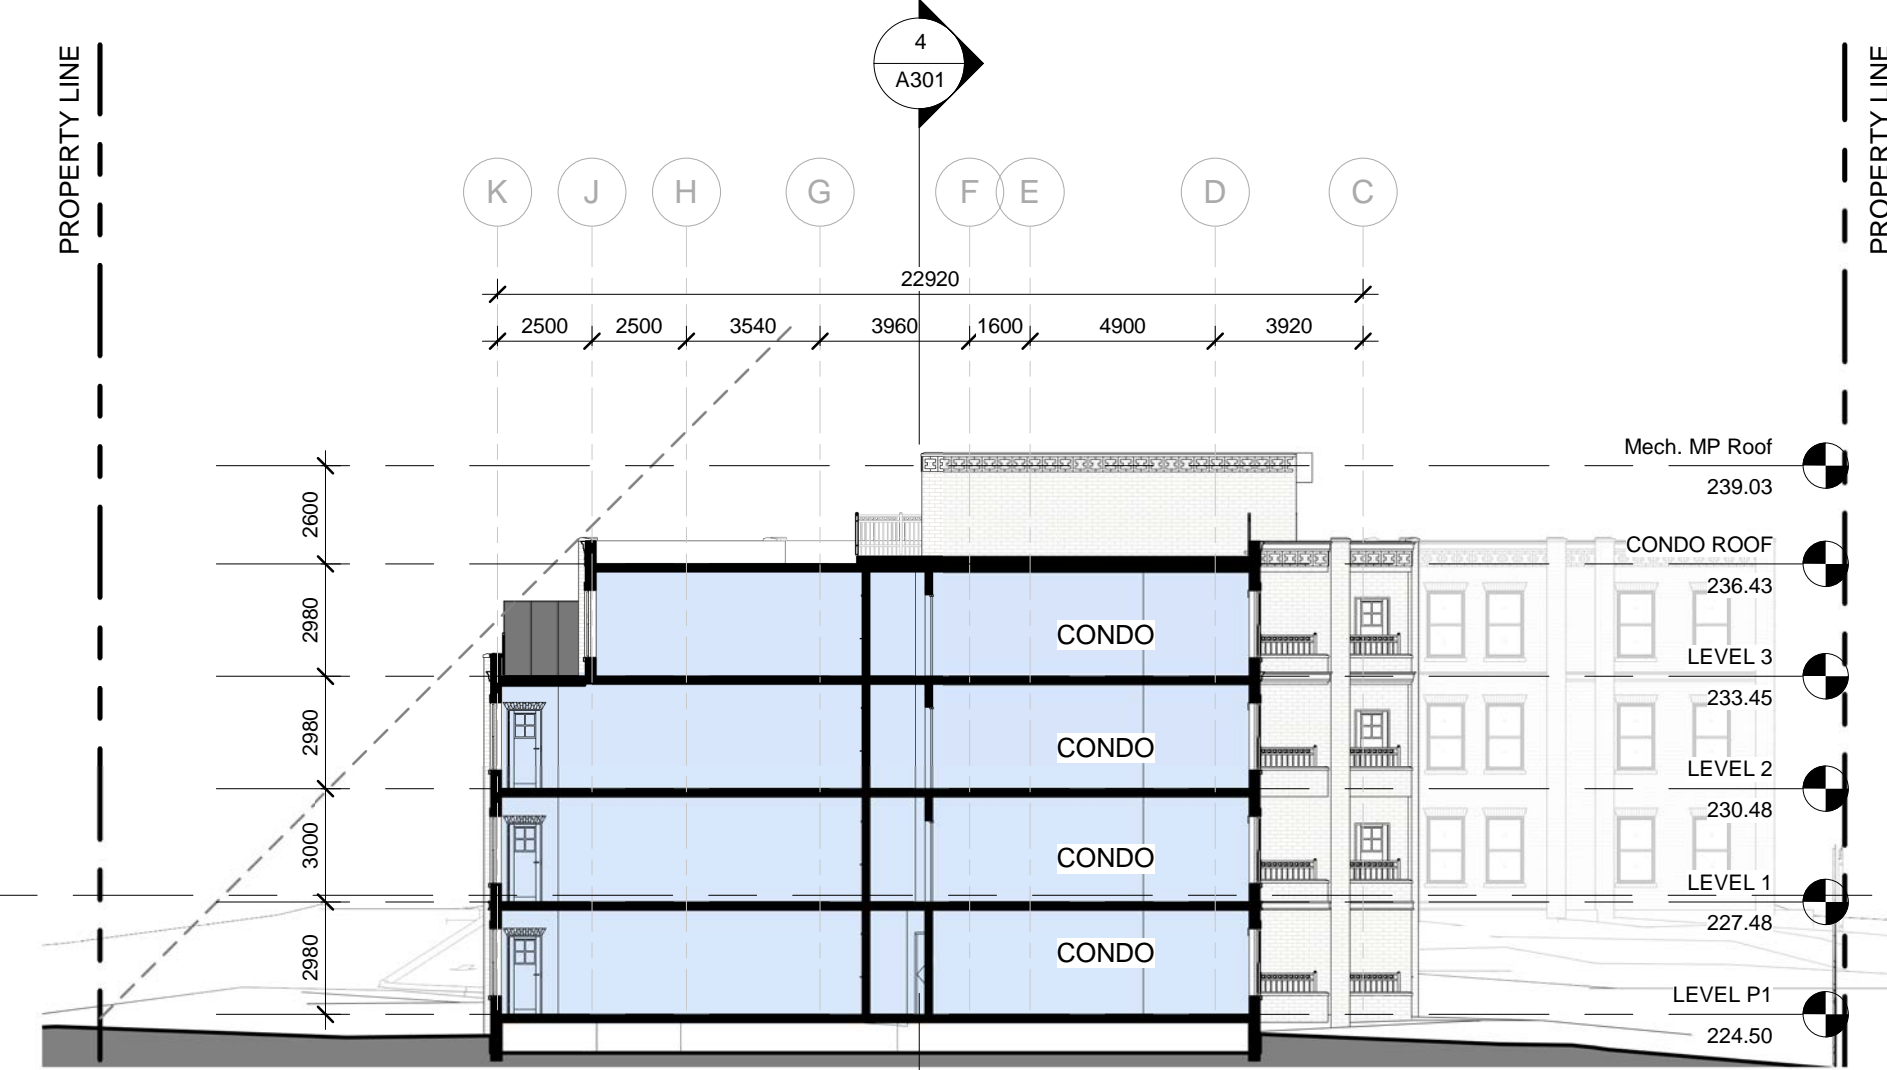 4
A301
PROPERTY LINE
PROPERTY LINE
K
J
H
G
F
E
D
C
22920
2500
2500
3540
3960
1600
4900
3920
Mech. MP Roof
239.03
2600
CONDO ROOF
236.43
2980
CONDO
LEVEL 3
233.45
2980
CONDO
LEVEL 2
230.48
3000
CONDO
LEVEL 1
227.48
2980
CONDO
LEVEL P1
224.50